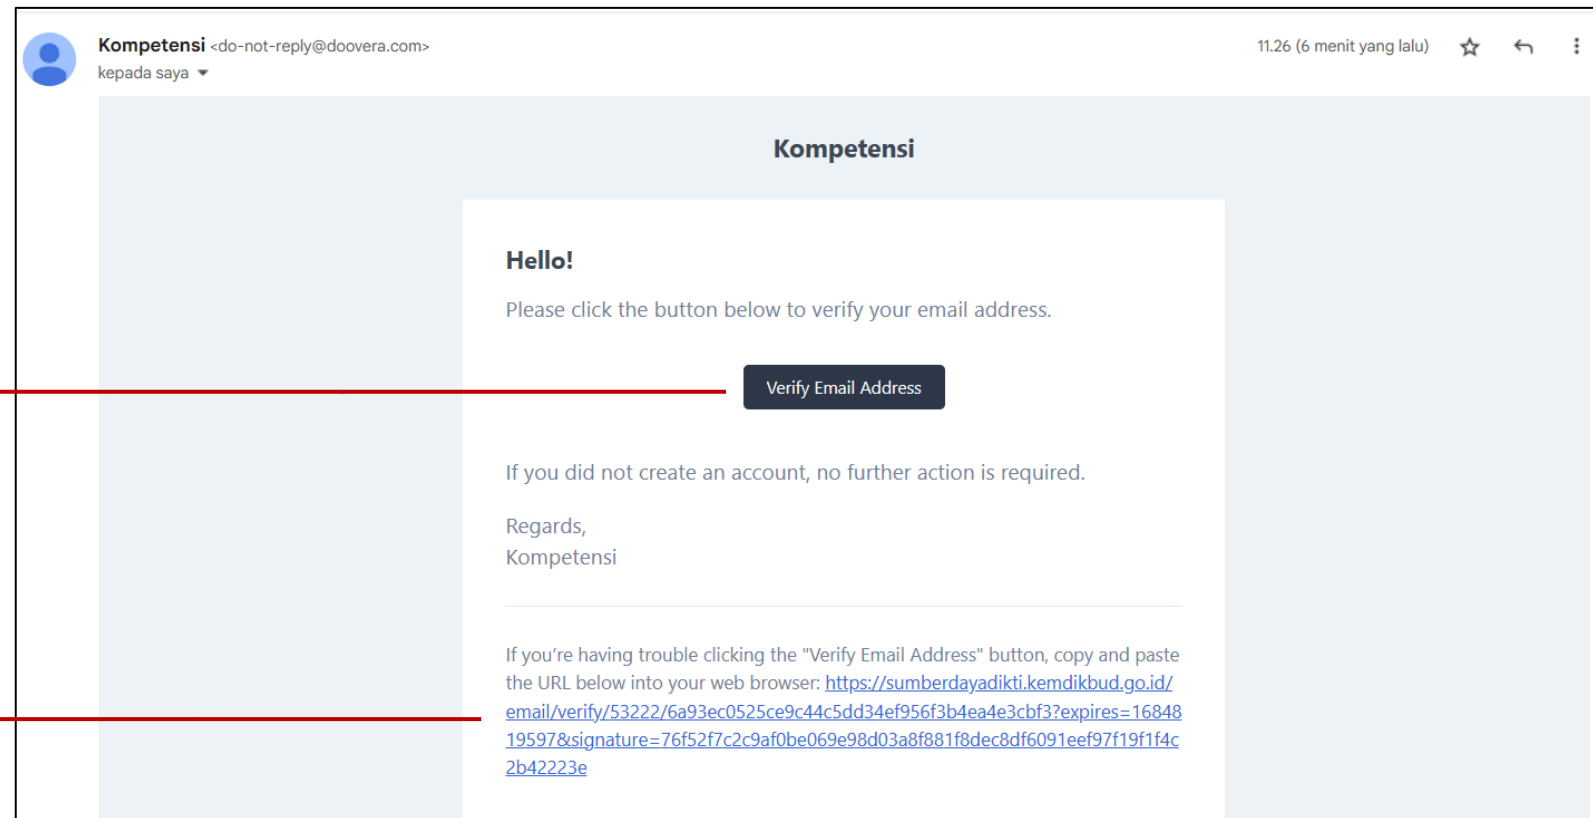 Kompetensi <do-not-reply@doovera.com>
11.26 (6 menit yang lalu)
kepada saya
Kompetensi
Hello!
Please click the button below to verify your email address.
Verify Email Address
If you did not create an account, no further action is required.
Regards,
Kompetensi
If you’re having trouble clicking the "Verify Email Address" button, copy and paste
the URL below into your web browser: https://sumberdayadikti.kemdikbud.go.id/
email/verify/53222/6a93ec0525ce9c44c5dd34ef956f3b4ea4e3cbf3?expires=16848
19597&signature=76f52f7c2c9af0be069e98d03a8f881f8dec8df6091eef97f19f1f4c
2b42223e